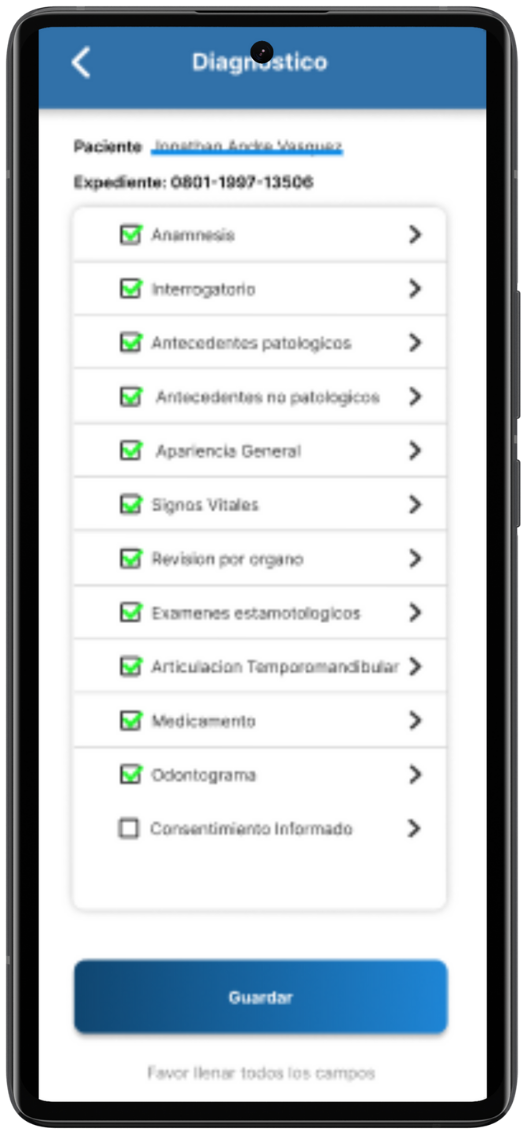 Diagnostico
Paciente Jonathan Andre Vasquez
Expediente: 0801-1997-13506
Anamnesis
Interrogatorio
Antecedentes patologicos
Antecedentes no patologicos
Apariencia General
Signos Vitales
Revision por organo
Examenes estamotologicos
Articulacion Temporomandibular
Medicamento
Odontograma
Consentimiento Informado
Guardar
Favor llenar todos los campos